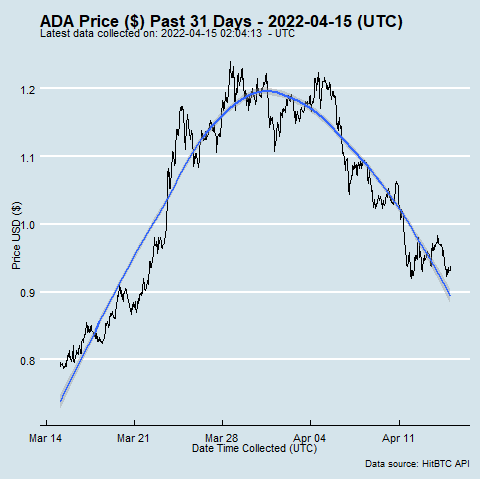 ADA Price ($) Past 31 Days - 2022-04-15 (UTC)
Latest data collected on: 2022-04-15 02:04:13  - UTC
1.2
1.1
1.0
0.9
0.8
Price USD ($)
Mar 14 Mar 21 Mar 28 Apr 04 Apr 11
Date Time Collected (UTC)
Data source: HitBTC API